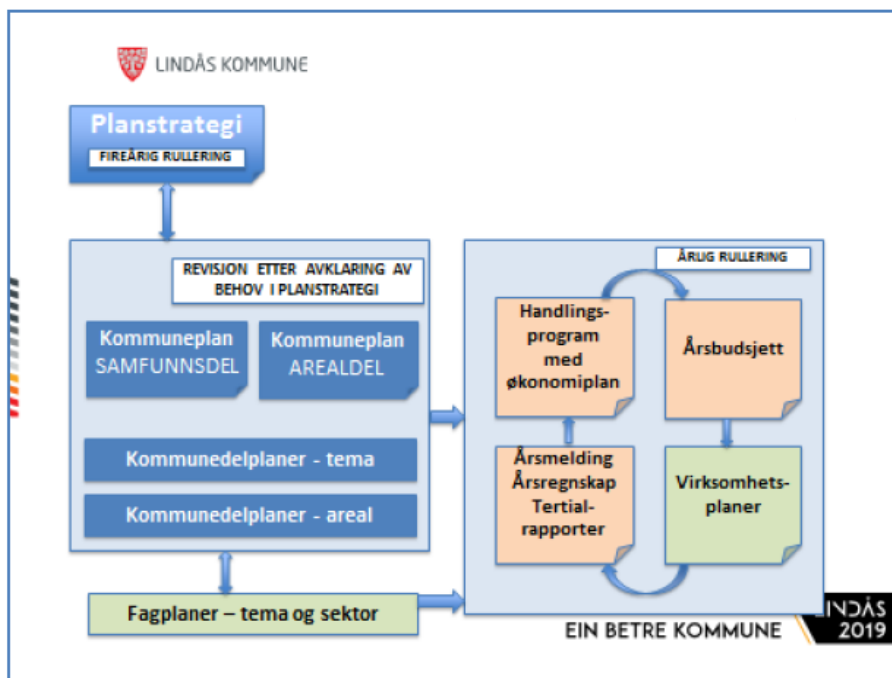 LINDÅS KOMMUNE
Planstrategi
FIREÅRIG RULLERING
REVISJON ETTER AVKLARING AV
BEHOV I PLANSTRATEGI
Kommuneplan
SAMFUNNSDEL
Kommuneplan
AREALDEL
Kommunedelplaner - tema
Kommunedelplaner - areal
Fagplaner – tema og sektor
ÅRLIG RULLERING
Handlings-
program
med
økonomiplan
Årsbudsjett
Årsmelding
Årsregnskap
Tertial-
rapporter
Virksomhets-
planer
EIN BETRE KOMMUNE
LINDÅS
2019